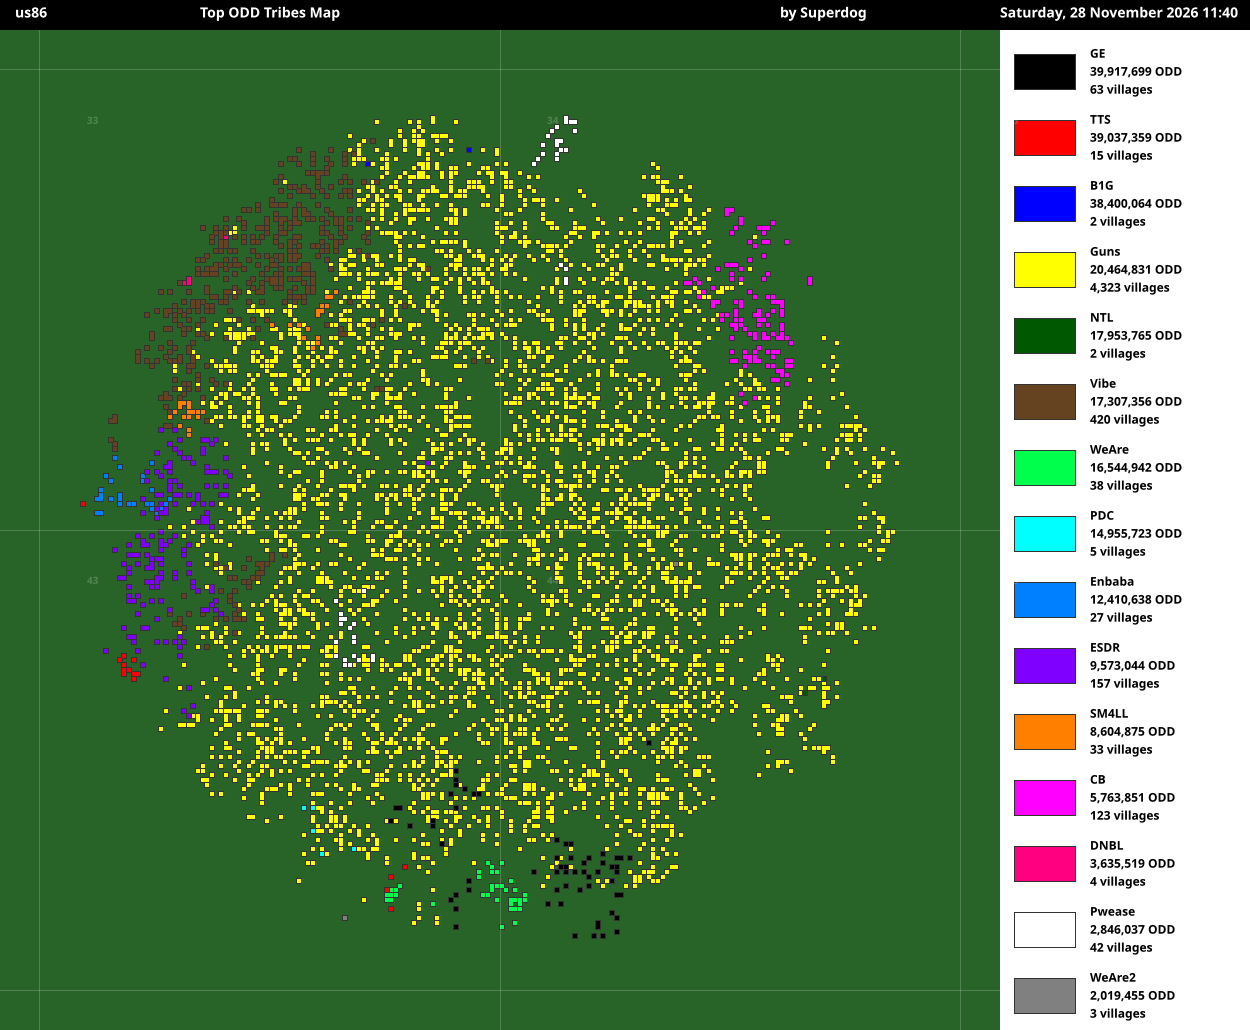 us86 Top ODD Tribes Map by Superdog Saturday, 28 November 2026 11:40
33 34
43
GE
39,917,699 ODD
63 villages
TTS
39,037,359 ODD
15 villages
B1G
38,400,064 ODD
2 villages
Guns
20,464,831 ODD
4,323 villages
NTL
17,953,765 ODD
2 villages
Vibe
17,307,356 ODD
420 villages
WeAre
16,544,942 ODD
38 villages
PDC
14,955,723 ODD
5 villages
Enbaba
12,410,638 ODD
27 villages
ESDR
9,573,044 ODD
157 villages
SM4LL
8,604,875 ODD
33 villages
CB
5,763,851 ODD
123 villages
DNBL
3,635,519 ODD
4 villages
Pwease
2,846,037 ODD
42 villages
WeAre2
2,019,455 ODD
3 villages